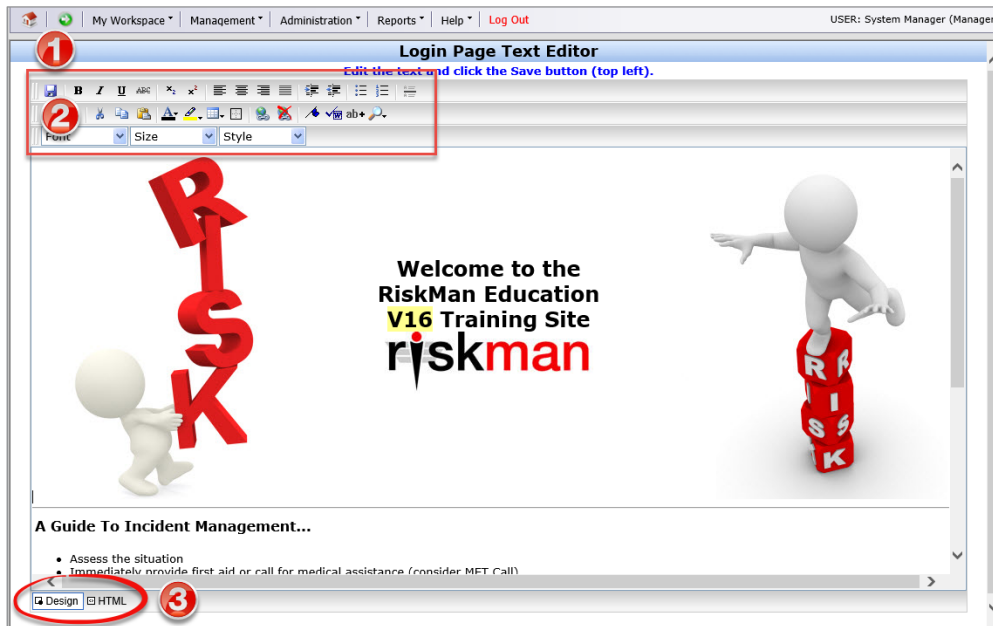 My Workspace Management Administration Reports Help Log Out USER: System Manager (Manager
1
Login Page Text Editor
Edit the text and click the Save button (top left).
B I U ABC x₂ x²
2
A ab+
Font Size Style
RISK
Welcome to the
RiskMan Education
V16 Training Site
riskman
R R
I I
S S
K
A Guide To Incident Management...
• Assess the situation
• Immediately provide first aid or call for medical assistance (consider MET Call)
Design HTML 3